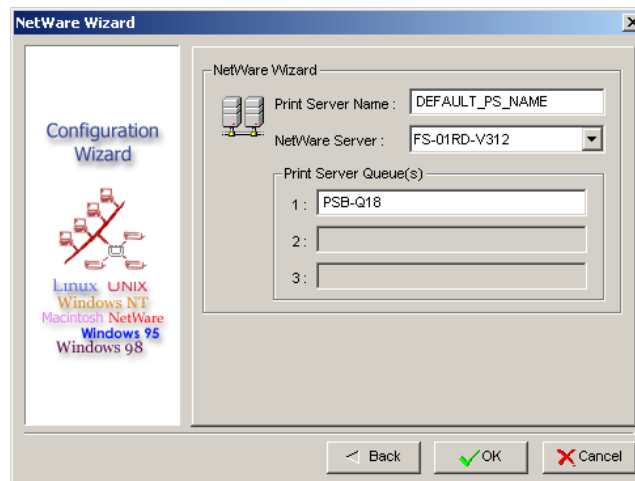 NetWare Wizard
Configuration
Wizard
Linux UNIX
Windows NT
Macintosh NetWare
Windows 95
Windows 98
NetWare Wizard
Print Server Name : DEFAULT_PS_NAME
NetWare Server : FS-01RD-V312
Print Server Queue(s)
1 : PSB-Q18
2 :
3 :
< Back OK Cancel